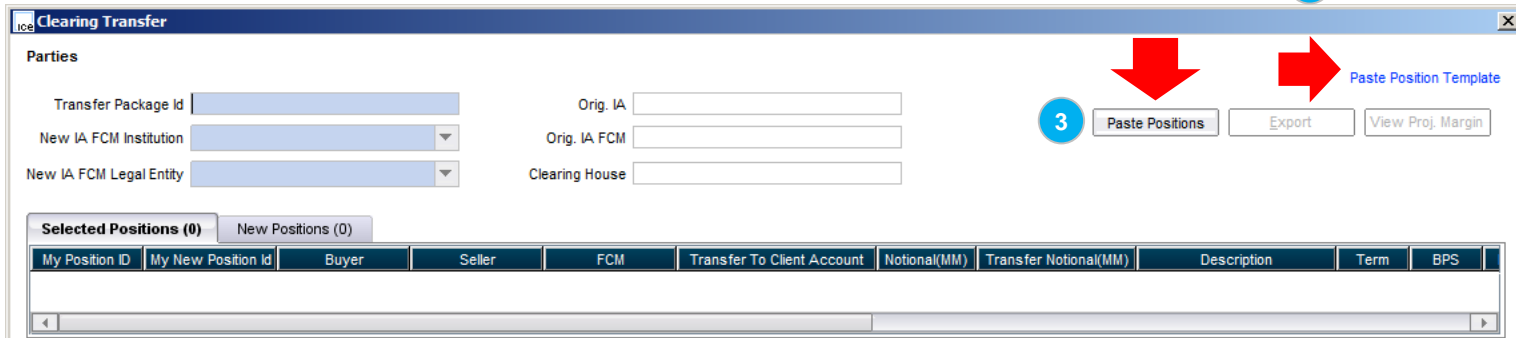 ice Clearing Transfer
Parties
Paste Position Template
Transfer Package Id
Orig. IA
3
Paste Positions
Export
View Proj. Margin
New IA FCM Institution
Orig. IA FCM
New IA FCM Legal Entity
Clearing House
Selected Positions (0)
New Positions (0)
My Position ID
My New Position Id
Buyer
Seller
FCM
Transfer To Client Account
Notional(MM)
Transfer Notional(MM)
Description
Term
BPS